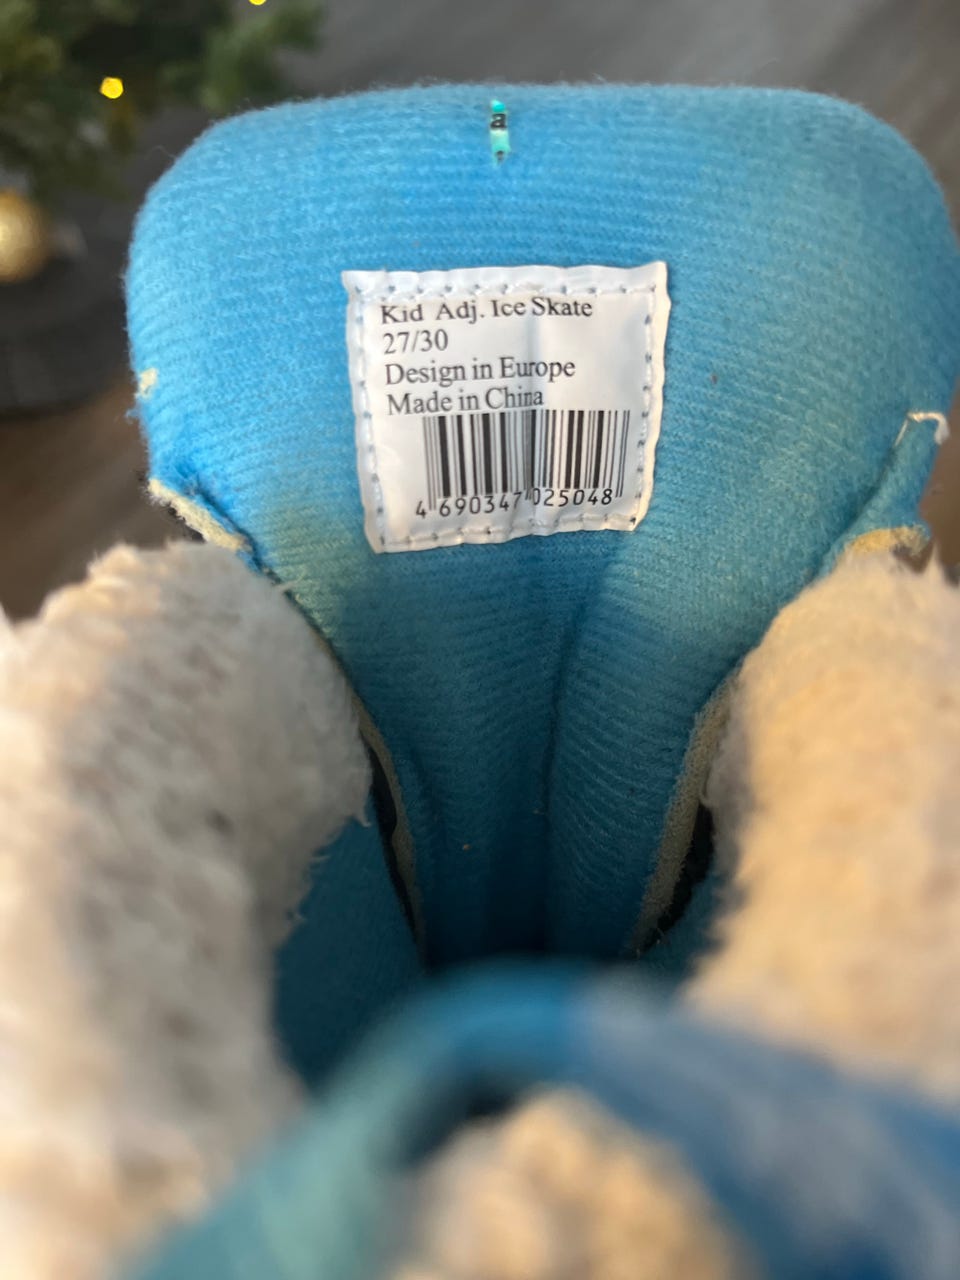 a
Kid Adj. Ice Skate
27/30
Design in Europe
Made in China
4 690347 025048